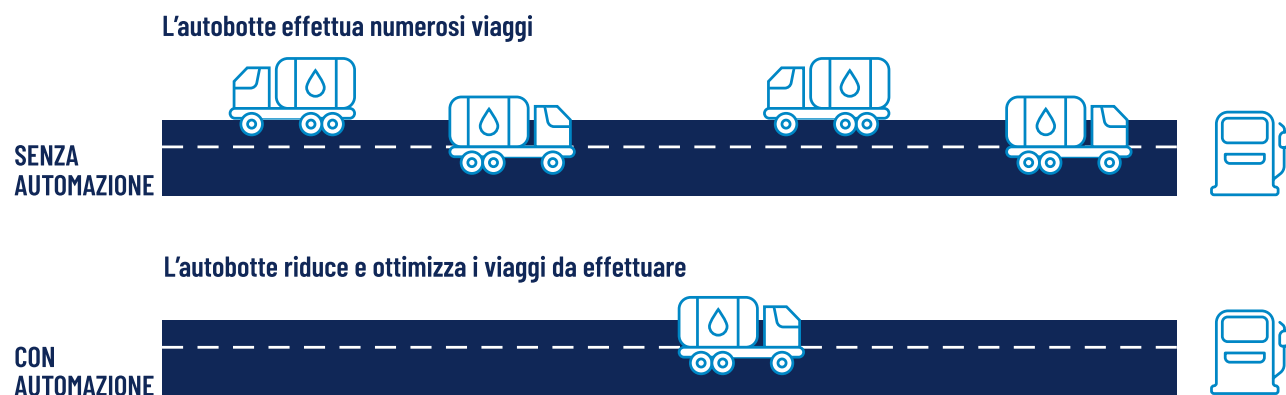 L’autobotte effettua numerosi viaggi
SENZA
AUTOMAZIONE
L’autobotte riduce e ottimizza i viaggi da effettuare
CON
AUTOMAZIONE